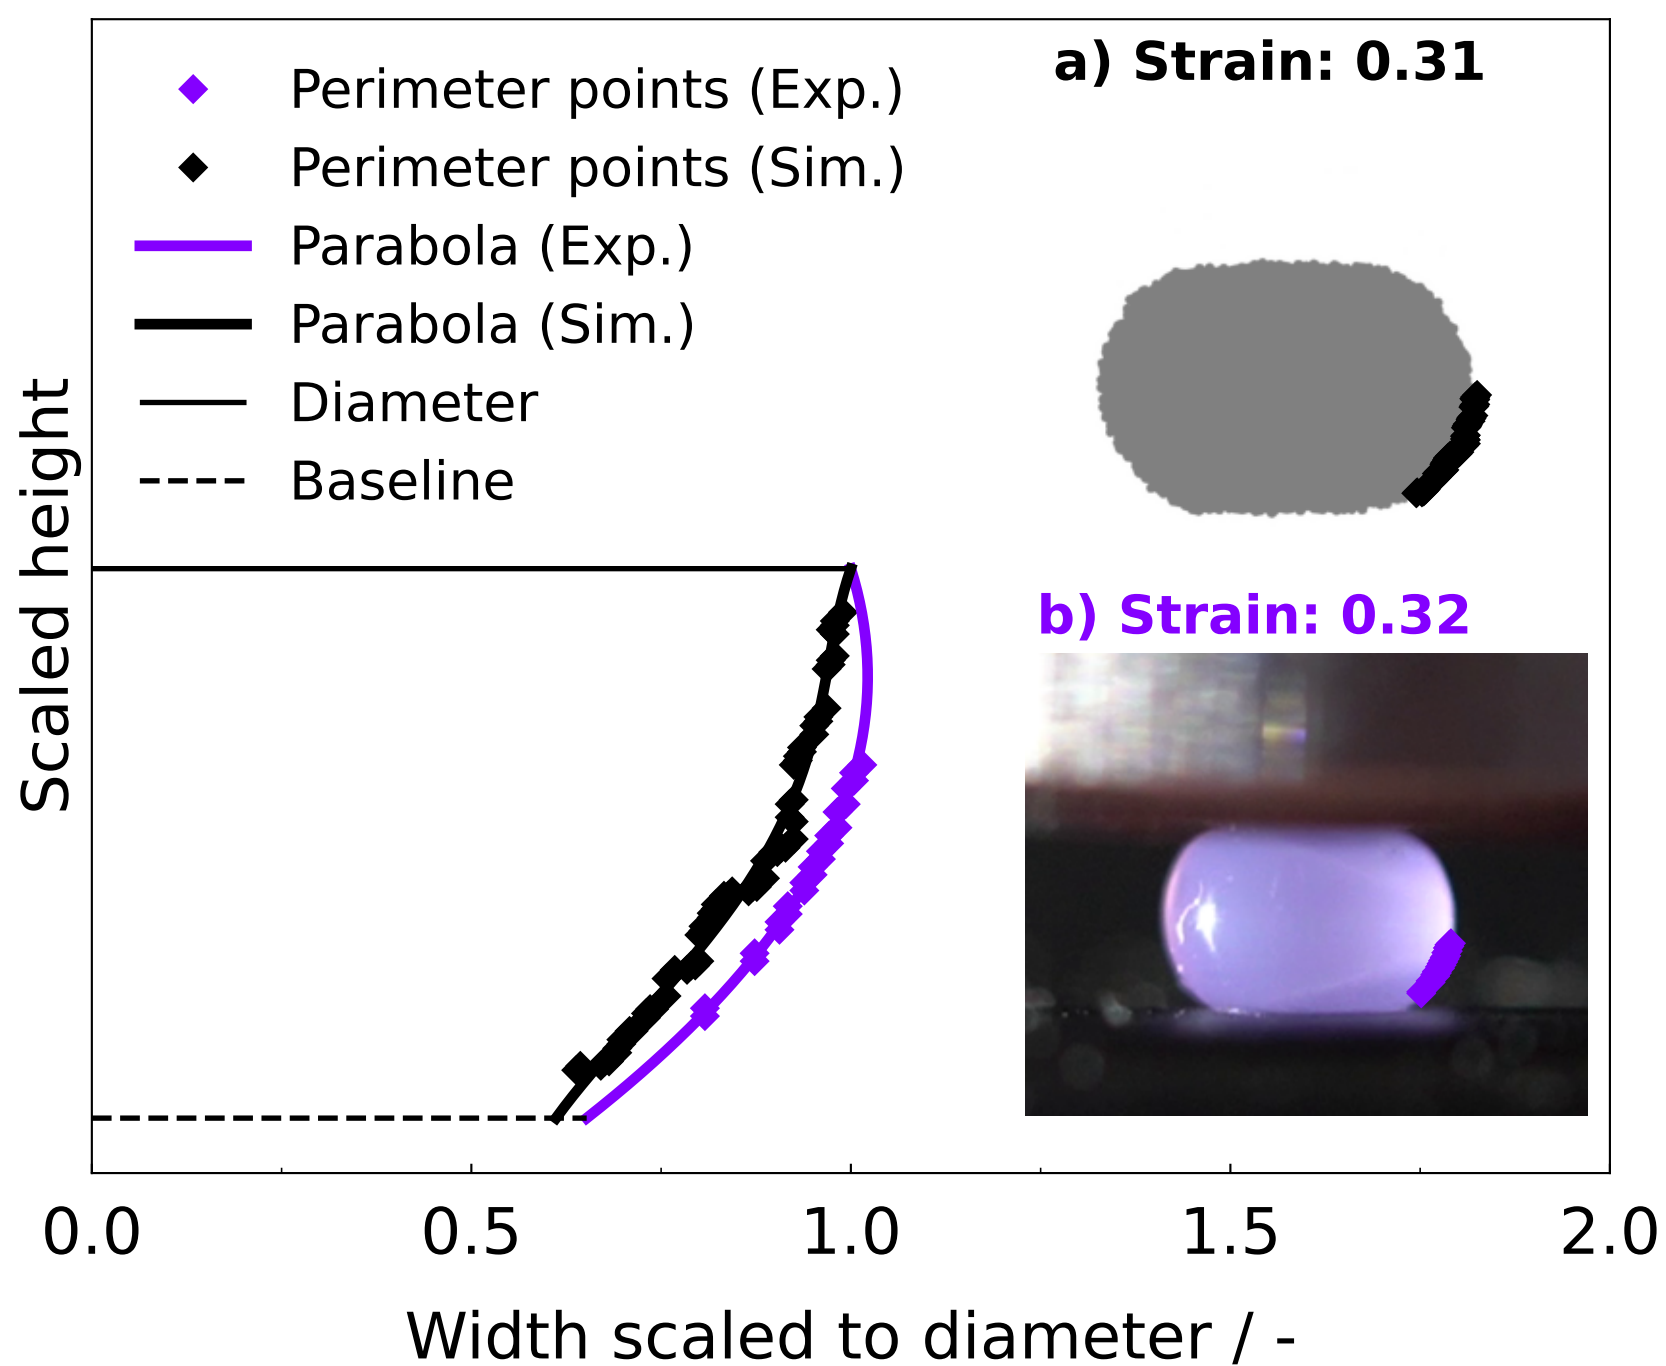 a) Strain: 0.31
Perimeter points (Exp.)
Perimeter points (Sim.)
Parabola (Exp.)
Parabola (Sim.)
Diameter
Baseline
Scaled height
b) Strain: 0.32
0.0 0.5 1.0 1.5 2.0
Width scaled to diameter / -